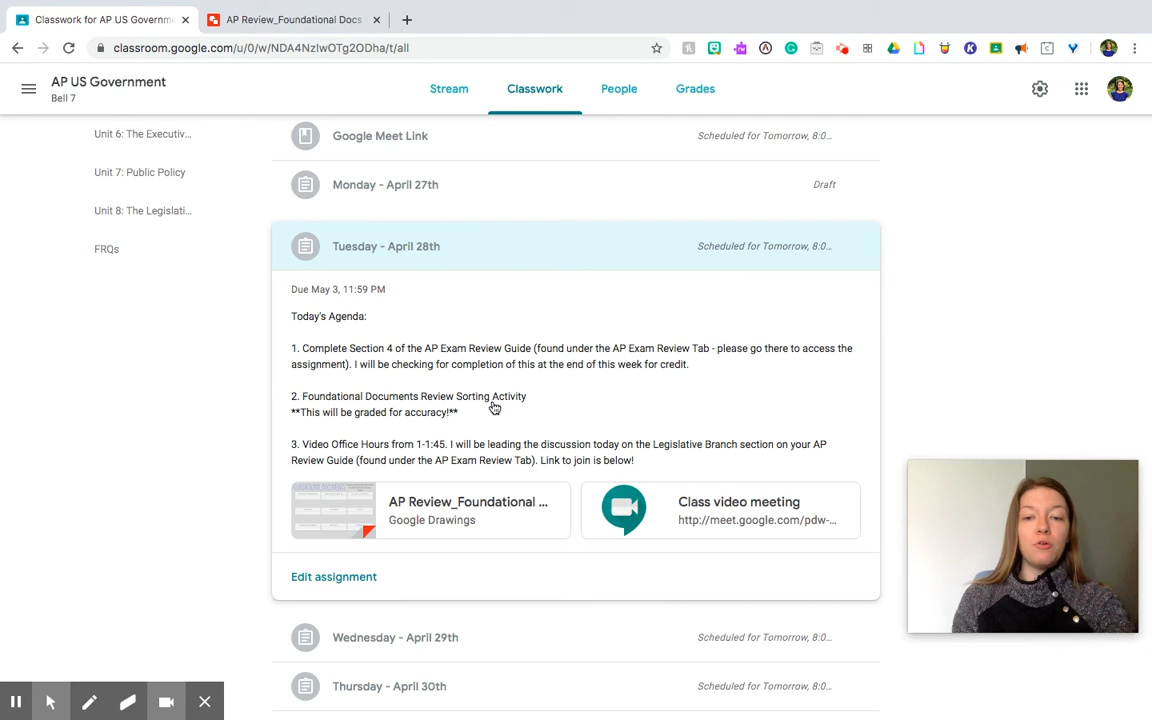 Classwork for AP US Governm
AP Review_Foundational Docs
classroom.google.com/u/0/w/NDA4NzIwOTg2ODha/t/all
AP US Government
Bell 7
Stream
Classwork
People
Grades
Unit 6: The Executiv...
Unit 7: Public Policy
Unit 8: The Legislati...
FRQs
Google Meet Link
Scheduled for Tomorrow, 8:0...
Monday - April 27th
Draft
Tuesday - April 28th
Scheduled for Tomorrow, 8:0...
Due May 3, 11:59 PM
Today's Agenda:
1. Complete Section 4 of the AP Exam Review Guide (found under the AP Exam Review Tab - please go there to access the
assignment). I will be checking for completion of this at the end of this week for credit.
2. Foundational Documents Review Sorting Activity
**This will be graded for accuracy!**
3. Video Office Hours from 1-1:45. I will be leading the discussion today on the Legislative Branch section on your AP
Review Guide (found under the AP Exam Review Tab). Link to join is below!
AP Review_Foundational ...
Google Drawings
Class video meeting
http://meet.google.com/pdw-...
Edit assignment
Wednesday - April 29th
Scheduled for Tomorrow, 8:0...
Thursday - April 30th
Scheduled for Tomorrow, 8:0...